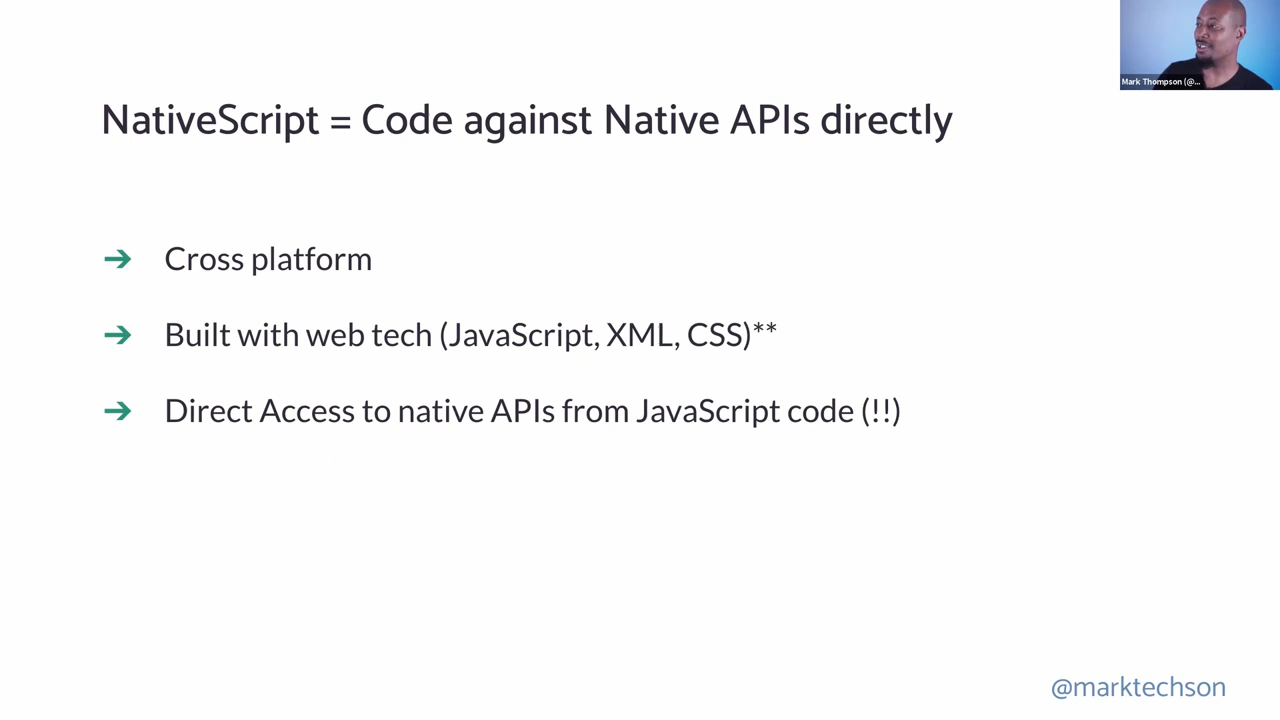 Mark Thompson (@...
NativeScript = Code against Native APIs directly
➔ Cross platform
➔ Built with web tech (JavaScript, XML, CSS)**
➔ Direct Access to native APIs from JavaScript code (!!)
@marktechson